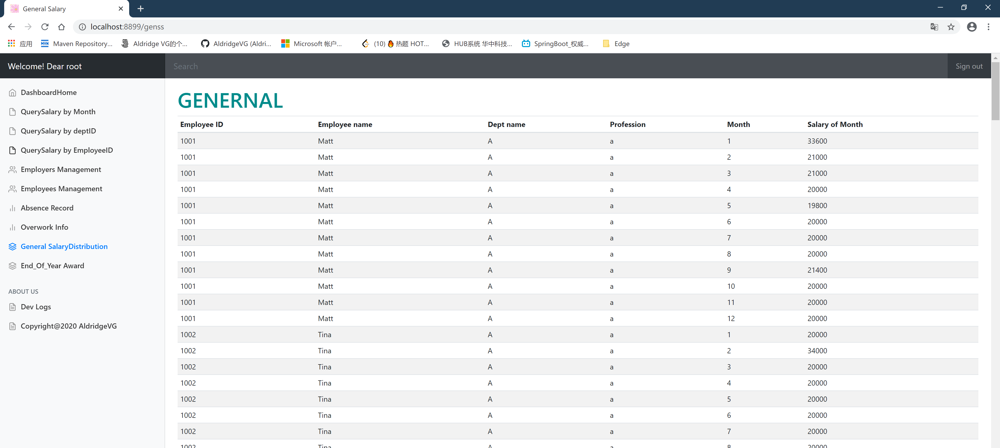 General Salary
localhost:8899/genss
应用 Maven Repository... Aldridge VG的个... AldridgeVG (Aldri... Microsoft 帐户... (10) 🔥 热题 HOT... HUB系统 华中科技... SpringBoot_权威... Edge
Welcome! Dear root Search Sign out
DashboardHome
QuerySalary by Month
QuerySalary by deptID
QuerySalary by EmployeeID
Employers Management
Employees Management
Absence Record
Overwork Info
General SalaryDistribution
End_Of_Year Award
ABOUT US
Dev Logs
Copyright@2020 AldridgeVG
GENERNAL
Employee ID Employee name Dept name Profession Month Salary of Month
1001 Matt A a 1 33600
1001 Matt A a 2 21000
1001 Matt A a 3 21000
1001 Matt A a 4 20000
1001 Matt A a 5 19800
1001 Matt A a 6 20000
1001 Matt A a 7 20000
1001 Matt A a 8 20000
1001 Matt A a 9 21400
1001 Matt A a 10 20000
1001 Matt A a 11 20000
1001 Matt A a 12 20000
1002 Tina A a 1 20000
1002 Tina A a 2 34000
1002 Tina A a 3 20000
1002 Tina A a 4 20000
1002 Tina A a 5 20000
1002 Tina A a 6 20000
1002 Tina A a 7 20000
1002 Tina A a 8 20000